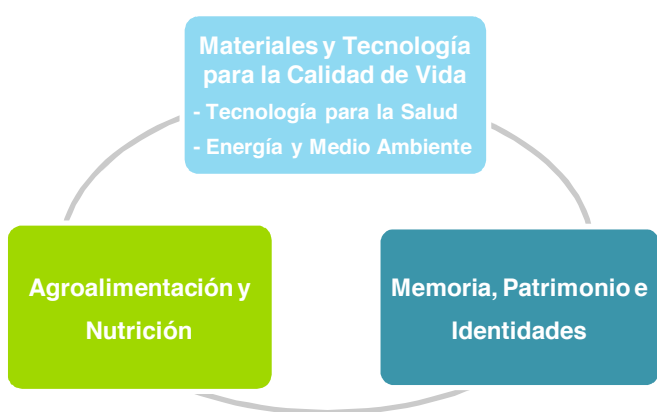 Materiales y Tecnología
para la Calidad de Vida
- Tecnología para la Salud
- Energía y Medio Ambiente
Agroalimentación y
Nutrición
Memoria, Patrimonio e
Identidades